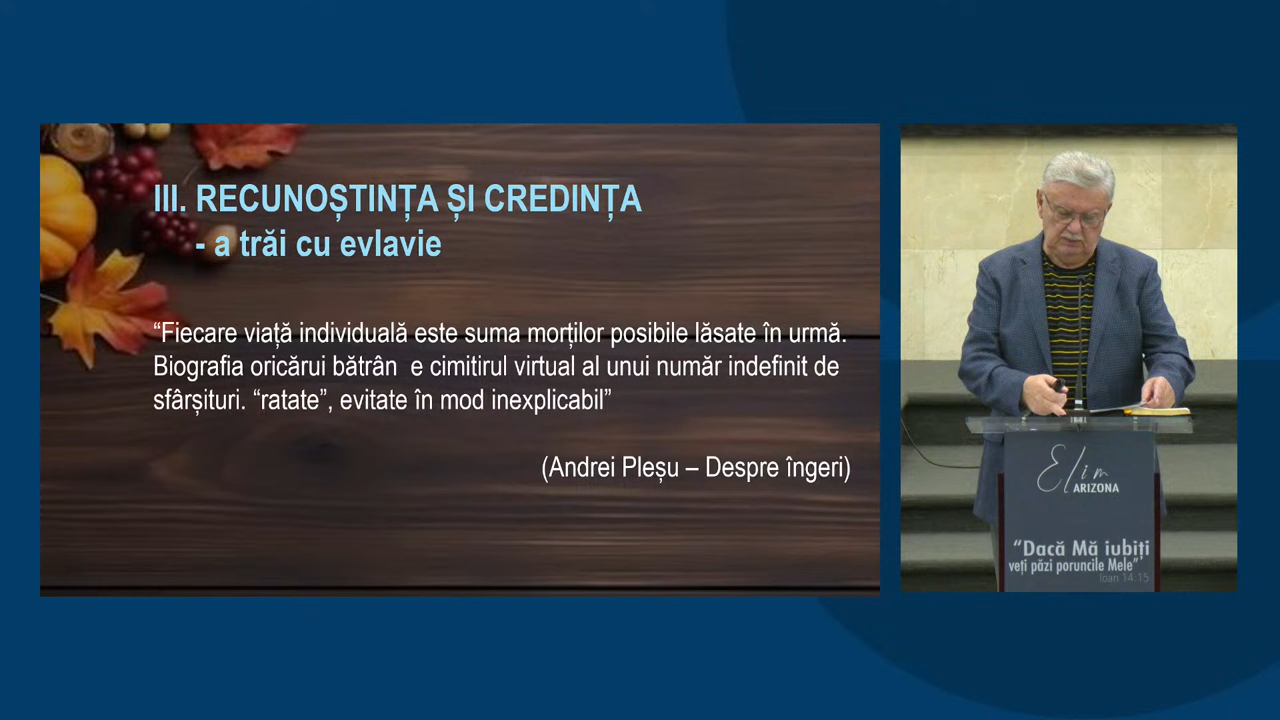 III. RECUNOȘTINȚA ȘI CREDINȚA
- a trăi cu evlavie
“Fiecare viață individuală este suma morților posibile lăsate în urmă.
Biografia oricărui bătrân e cimitirul virtual al unui număr indefinit de
sfârșituri. “ratate”, evitate în mod inexplicabil”
(Andrei Pleșu – Despre îngeri)
Elim
ARIZONA
“Dacă Mă iubiți
veți păzi poruncile Mele”
Ioan 14:15